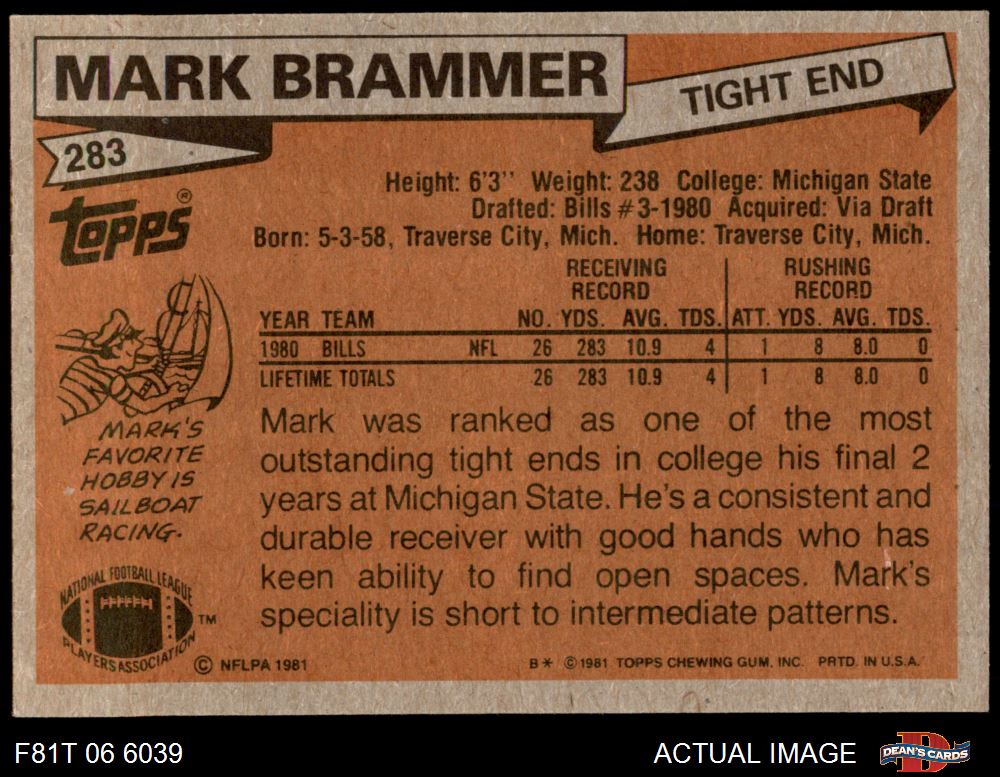 MARK BRAMMER
TIGHT END
283
TOPPS®
Height: 6'3'' Weight: 238 College: Michigan State
Drafted: Bills #3-1980 Acquired: Via Draft
Born: 5-3-58, Traverse City, Mich. Home: Traverse City, Mich.
RECEIVING RECORD RUSHING RECORD
YEAR TEAM NO. YDS. AVG. TDS. ATT. YDS. AVG. TDS.
1980 BILLS NFL 26 283 10.9 4 1 8 8.0 0
LIFETIME TOTALS 26 283 10.9 4 1 8 8.0 0
MARK'S
FAVORITE
HOBBY IS
SAILBOAT
RACING.
Mark was ranked as one of the most
outstanding tight ends in college his final 2
years at Michigan State. He's a consistent and
durable receiver with good hands who has
keen ability to find open spaces. Mark's
speciality is short to intermediate patterns.
NATIONAL FOOTBALL LEAGUE
PLAYERS ASSOCIATION
TM
© NFLPA 1981
B* © 1981 TOPPS CHEWING GUM, INC. PRTD. IN U.S.A.
F81T 06 6039
ACTUAL IMAGE
D
DEAN'S CARDS